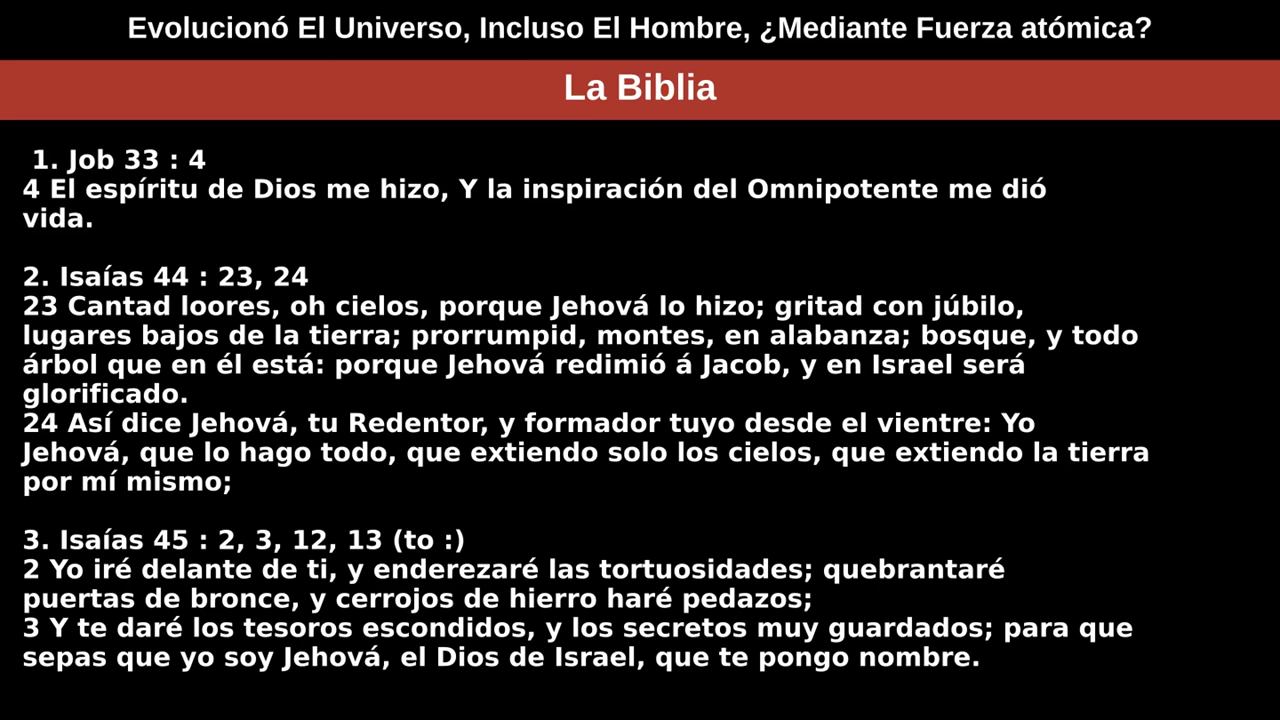 Evolucionó El Universo, Incluso El Hombre, ¿Mediante Fuerza atómica?
La Biblia
1. Job 33 : 4
4 El espíritu de Dios me hizo, Y la inspiración del Omnipotente me dió
vida.
2. Isaías 44 : 23, 24
23 Cantad loores, oh cielos, porque Jehová lo hizo; gritad con júbilo,
lugares bajos de la tierra; prorrumpid, montes, en alabanza; bosque, y todo
árbol que en él está: porque Jehová redimió á Jacob, y en Israel será
glorificado.
24 Así dice Jehová, tu Redentor, y formador tuyo desde el vientre: Yo
Jehová, que lo hago todo, que extiendo solo los cielos, que extiendo la tierra
por mí mismo;
3. Isaías 45 : 2, 3, 12, 13 (to :)
2 Yo iré delante de ti, y enderezaré las tortuosidades; quebrantaré
puertas de bronce, y cerrojos de hierro haré pedazos;
3 Y te daré los tesoros escondidos, y los secretos muy guardados; para que
sepas que yo soy Jehová, el Dios de Israel, que te pongo nombre.